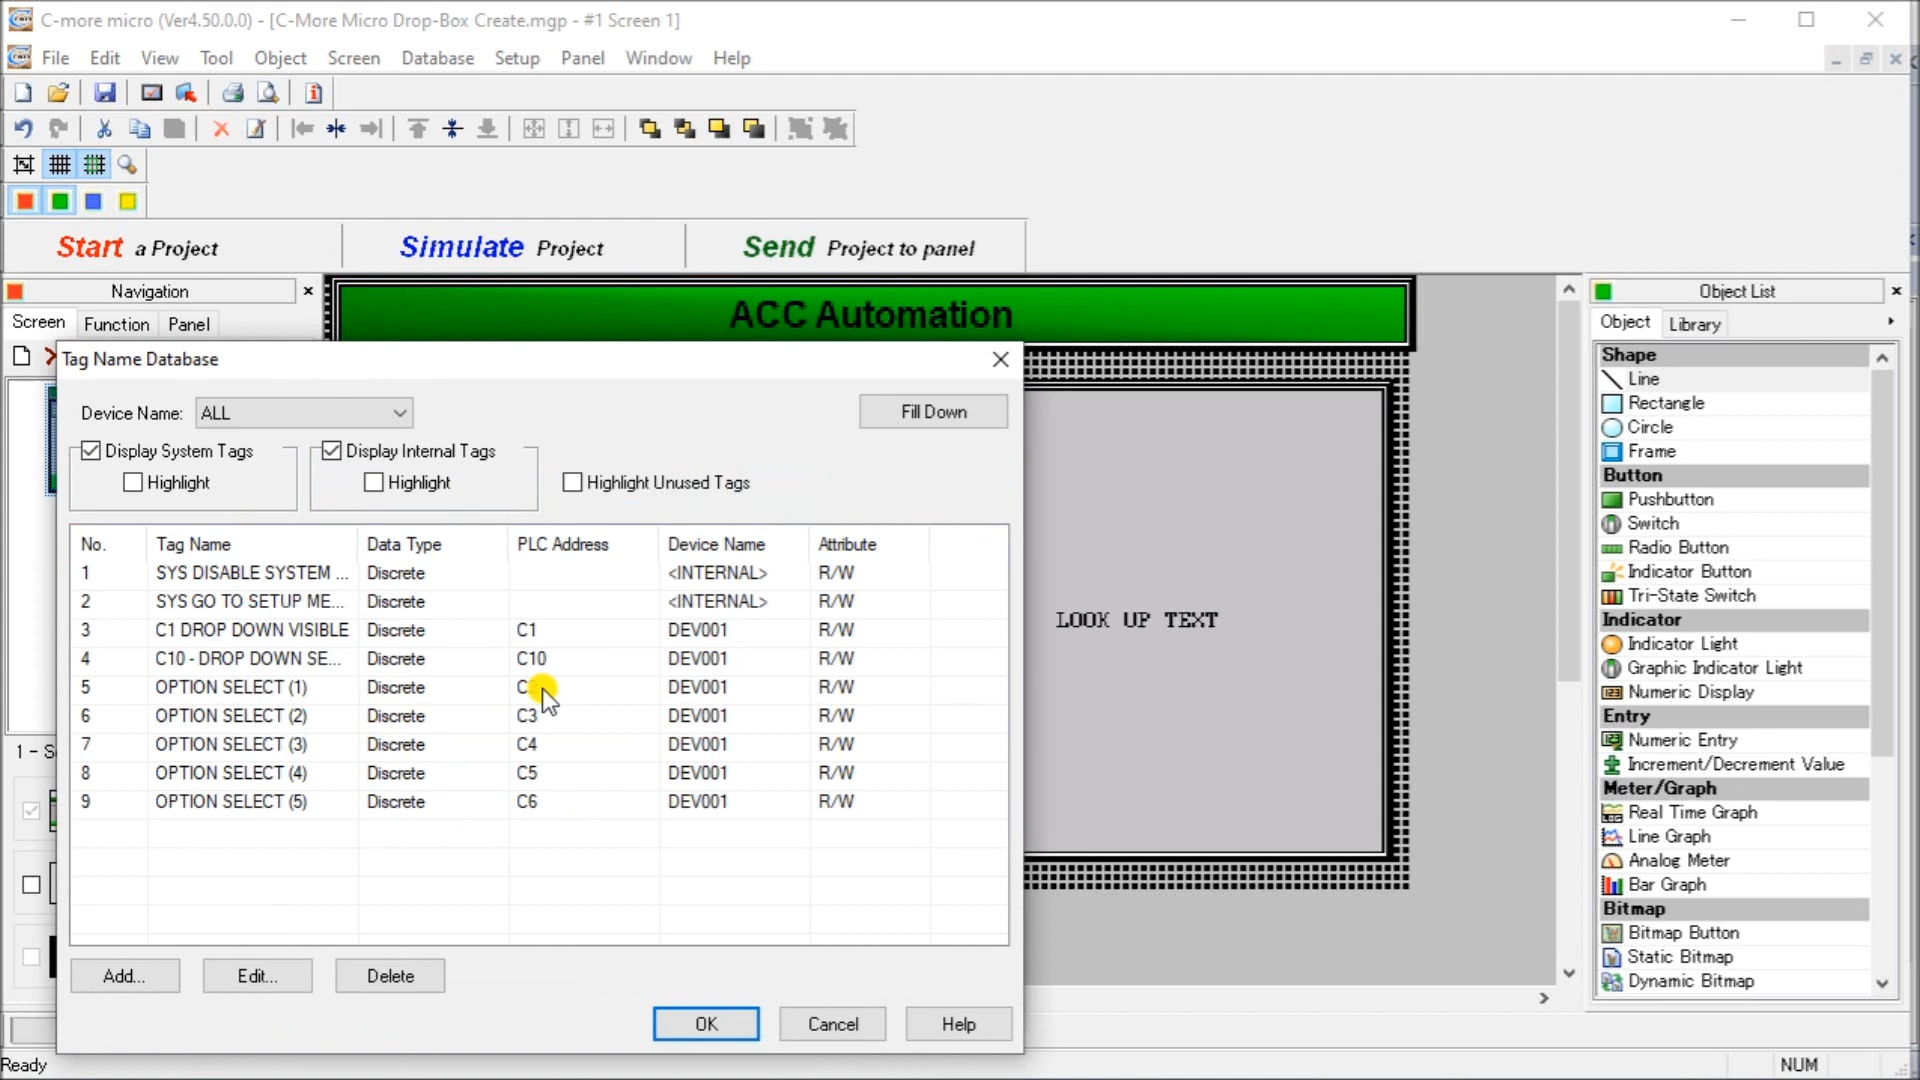 C-more micro (Ver4.50.0.0) - [C-More Micro Drop-Box Create.mgp - #1 Screen 1]
File Edit View Tool Object Screen Database Setup Panel Window Help
Start a Project
Simulate Project
Send Project to panel
Navigation
Screen Function Panel
ACC Automation
Object List
Object Library
Tag Name Database
Device Name: ALL
Fill Down
Display System Tags
Highlight
Display Internal Tags
Highlight
Highlight Unused Tags
No. Tag Name Data Type PLC Address Device Name Attribute
1 SYS DISABLE SYSTEM ... Discrete <INTERNAL> R/W
2 SYS GO TO SETUP ME... Discrete <INTERNAL> R/W
3 C1 DROP DOWN VISIBLE Discrete C1 DEV001 R/W
4 C10 - DROP DOWN SE... Discrete C10 DEV001 R/W
5 OPTION SELECT (1) Discrete DEV001 R/W
6 OPTION SELECT (2) Discrete C3 DEV001 R/W
7 OPTION SELECT (3) Discrete C4 DEV001 R/W
8 OPTION SELECT (4) Discrete C5 DEV001 R/W
9 OPTION SELECT (5) Discrete C6 DEV001 R/W
Add... Edit... Delete
OK Cancel Help
LOOK UP TEXT
Shape
Line
Rectangle
Circle
Frame
Button
Pushbutton
Switch
Radio Button
Indicator Button
Tri-State Switch
Indicator
Indicator Light
Graphic Indicator Light
Numeric Display
Entry
Numeric Entry
Increment/Decrement Value
Meter/Graph
Real Time Graph
Line Graph
Analog Meter
Bar Graph
Bitmap
Bitmap Button
Static Bitmap
Dynamic Bitmap
1 - S
Ready
NUM